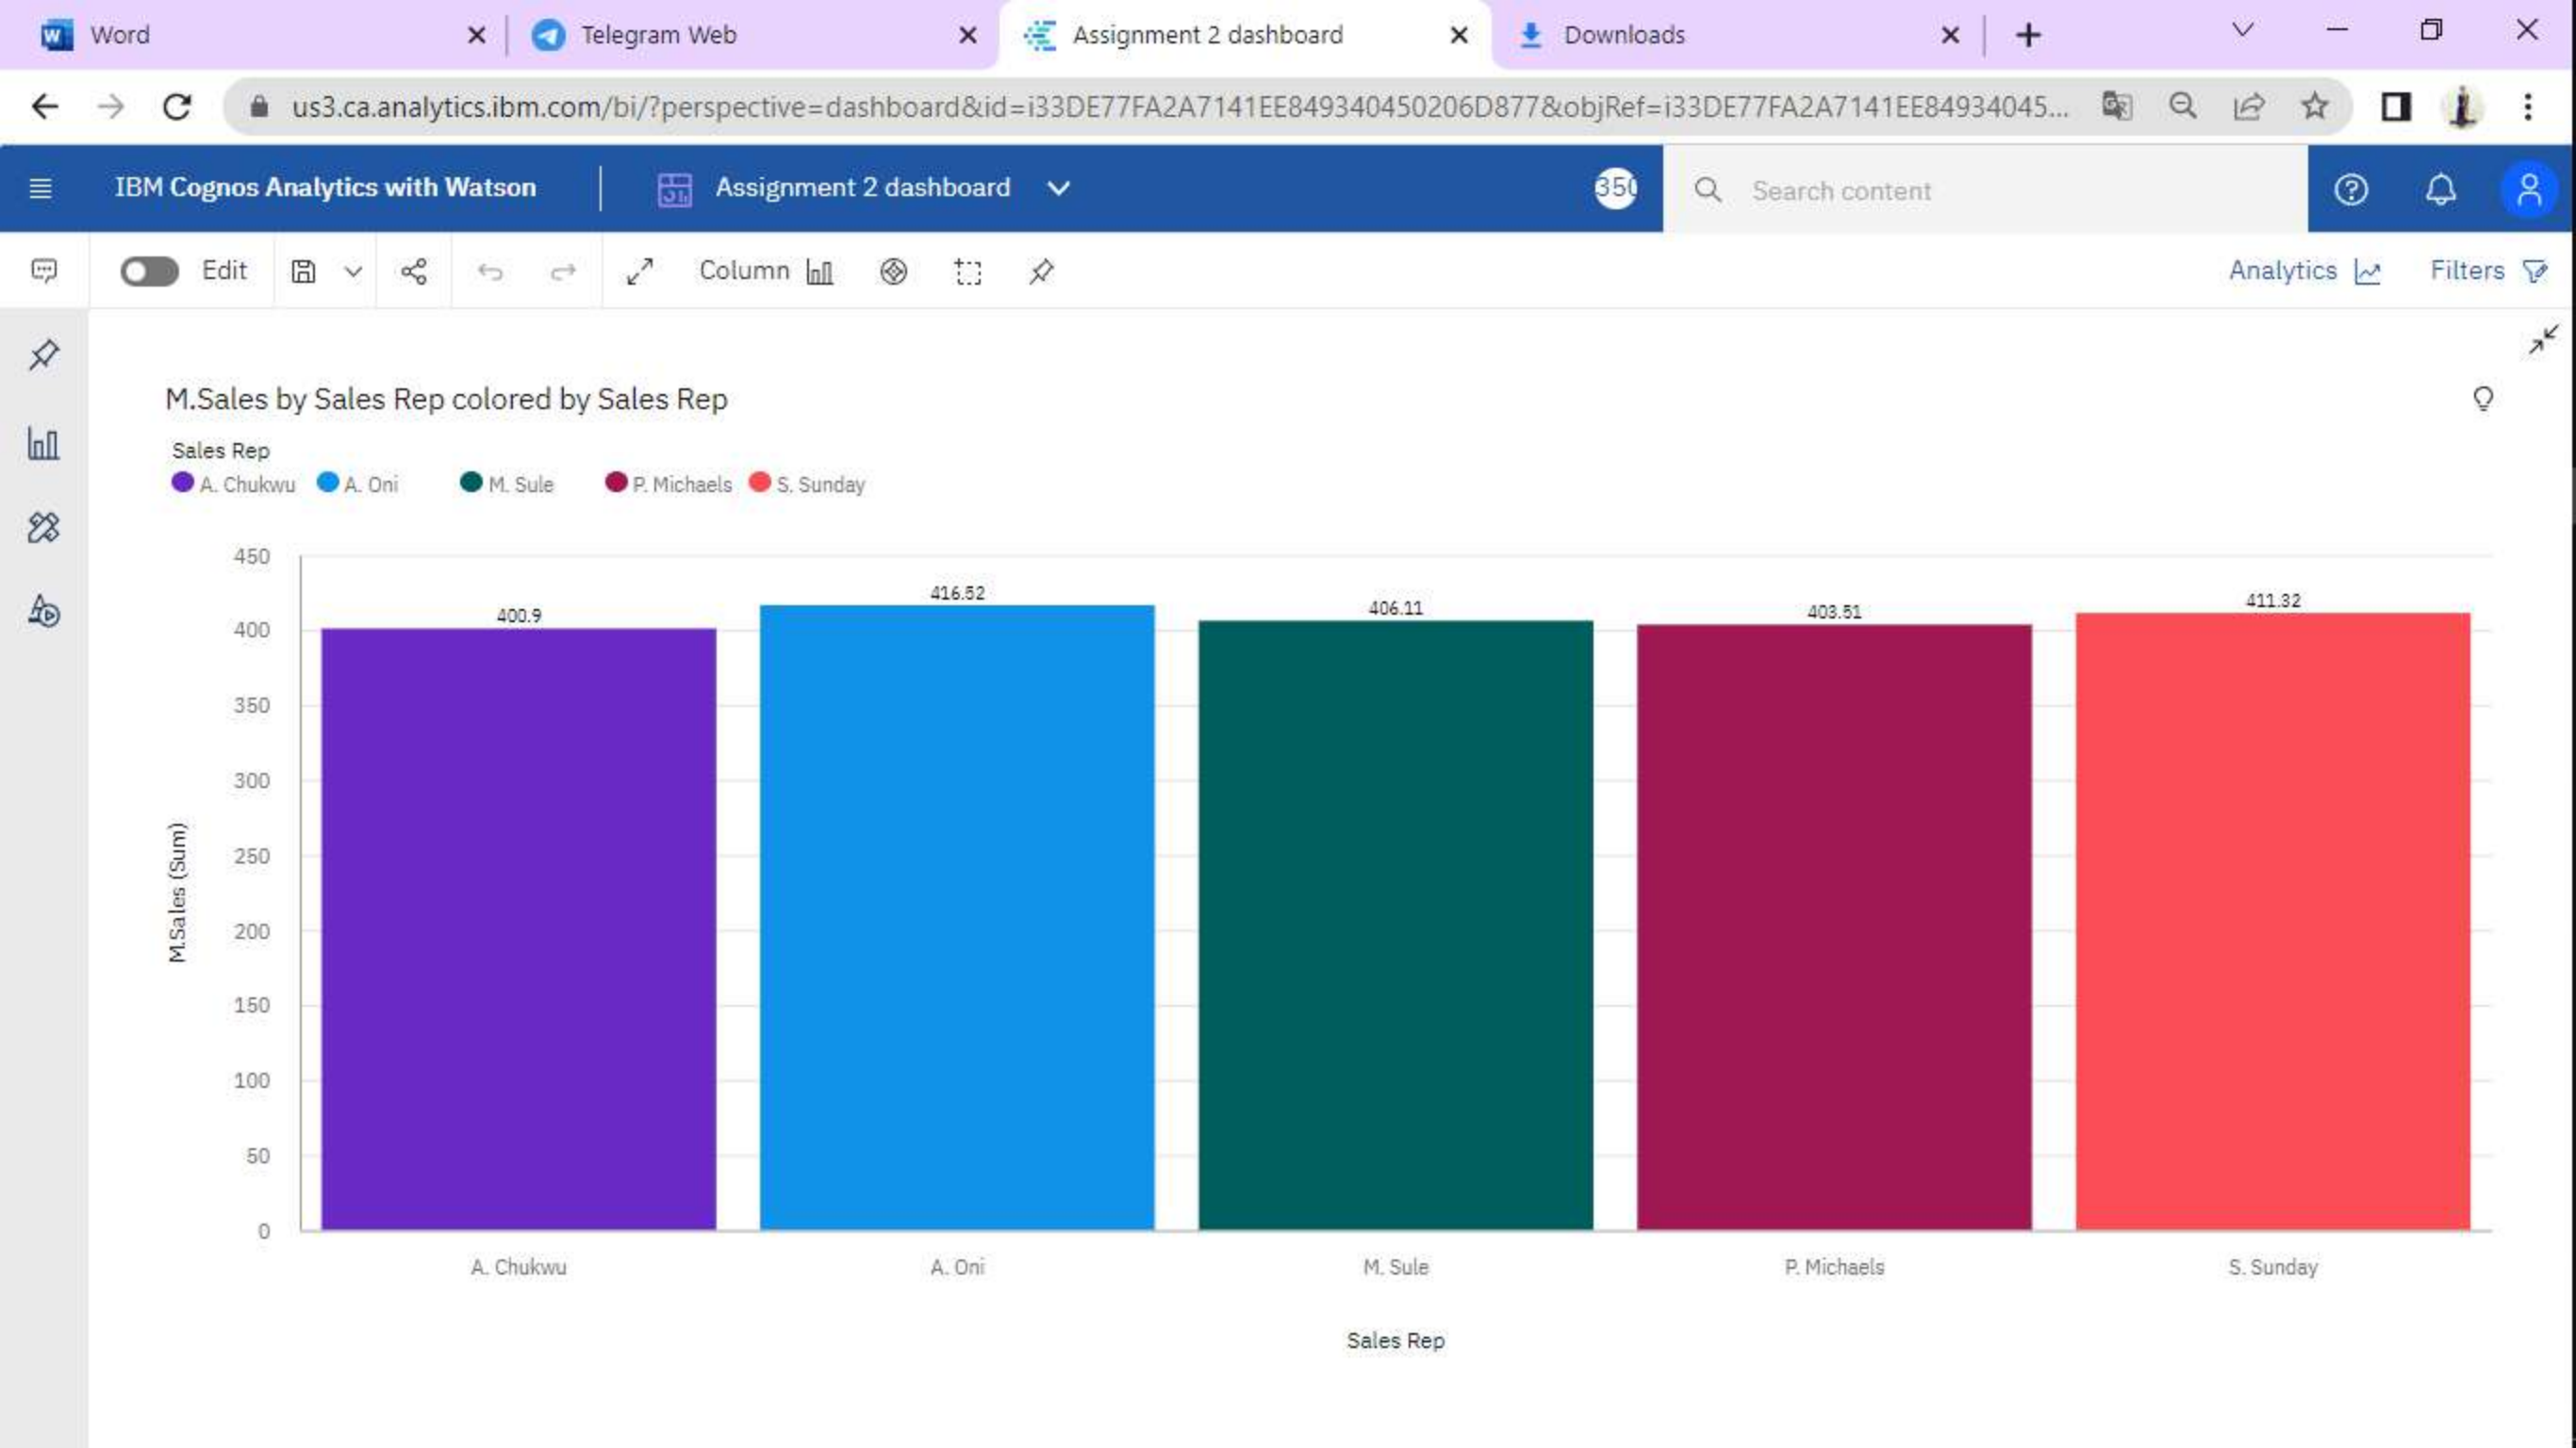 Word
Telegram Web
Assignment 2 dashboard
Downloads
us3.ca.analytics.ibm.com/bi/?perspective=dashboard&id=i33DE77FA2A7141EE849340450206D877&objRef=i33DE77FA2A7141EE84934045...
IBM Cognos Analytics with Watson
Assignment 2 dashboard
350
Search content
Edit
Column
Analytics
Filters
M.Sales by Sales Rep colored by Sales Rep
Sales Rep
A. Chukwu A. Oni M. Sule P. Michaels S. Sunday
450
400
350
300
250
200
150
100
50
0
M.Sales (Sum)
400.9
416.52
406.11
403.51
411.32
A. Chukwu A. Oni M. Sule P. Michaels S. Sunday
Sales Rep